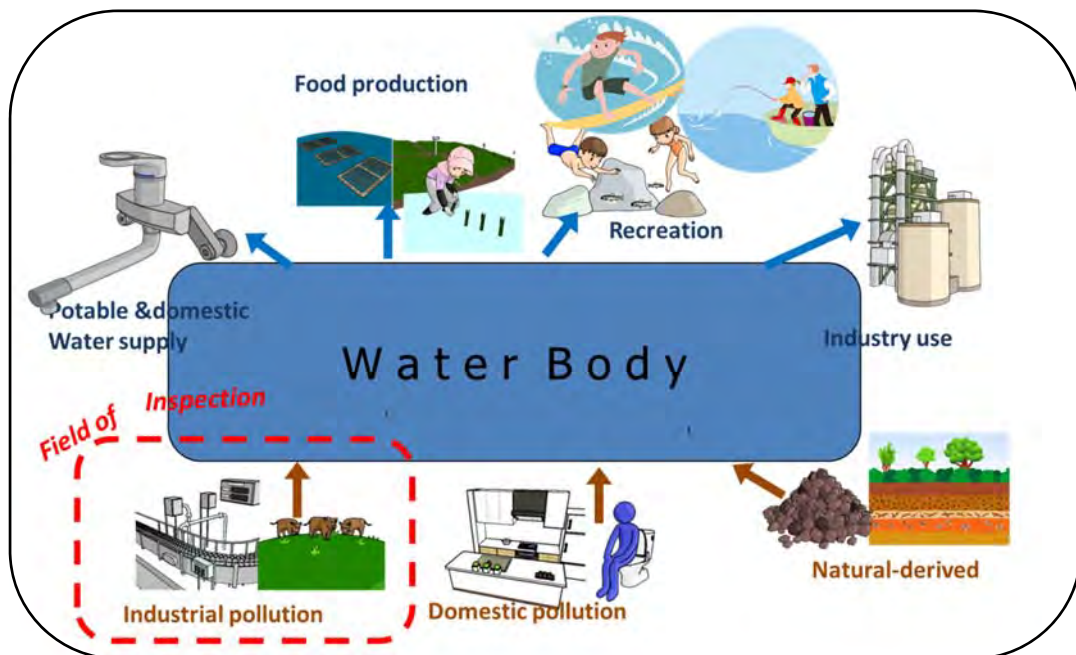 Food production
Recreation
Potable &domestic
Water supply
Industry use
Water Body
Field of Inspection
Industrial pollution
Domestic pollution
Natural-derived